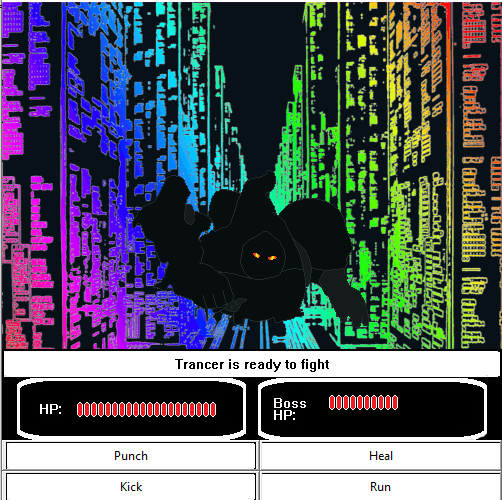 Trancer is ready to fight
HP:
Boss
HP:
Punch
Heal
Kick
Run